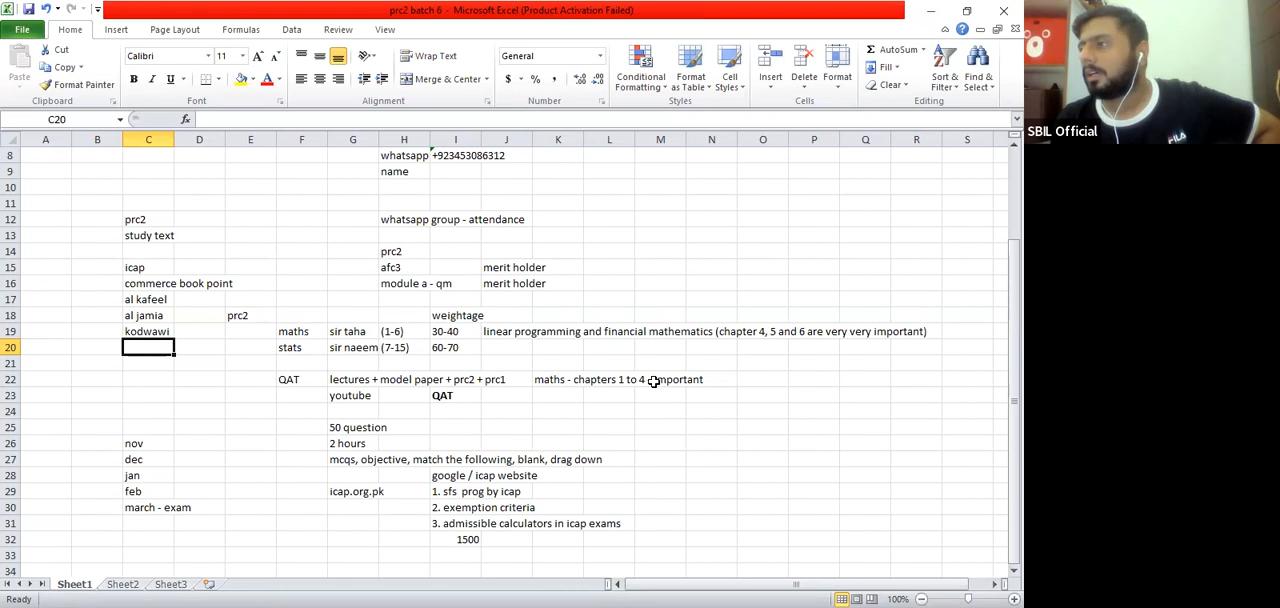 prc2 batch 6 - Microsoft Excel (Product Activation Failed)
File Home Insert Page Layout Formulas Data Review View
Cut
Copy
Format Painter
Paste
Clipboard
Calibri 11
B I U
Font
Wrap Text
Merge & Center
Alignment
General
$ % ,
Number
Conditional Formatting
Format as Table
Cell Styles
Styles
Insert Delete Format
Cells
AutoSum
Fill
Clear
Sort & Filter
Find & Select
Editing
SBIL Official
FILA
C20 fx
A B C D E F G H I J K L M N O P Q R S
8 whatsapp +923453086312
9 name
10
11
12 prc2 whatsapp group - attendance
13 study text
14 prc2
15 icap afc3 merit holder
16 commerce book point module a - qm merit holder
17 al kafeel
18 al jamia prc2 weightage
19 kodwawi maths sir taha (1-6) 30-40 linear programming and financial mathematics (chapter 4, 5 and 6 are very very important)
20 stats sir naeem (7-15) 60-70
21
22 QAT lectures + model paper + prc2 + prc1 maths - chapters 1 to 4 important
23 youtube QAT
24
25 50 question
26 nov 2 hours
27 dec mcqs, objective, match the following, blank, drag down
28 jan google / icap website
29 feb icap.org.pk 1. sfs prog by icap
30 march - exam 2. exemption criteria
31 3. admissible calculators in icap exams
32 1500
33
34
Sheet1 Sheet2 Sheet3
Ready 100%